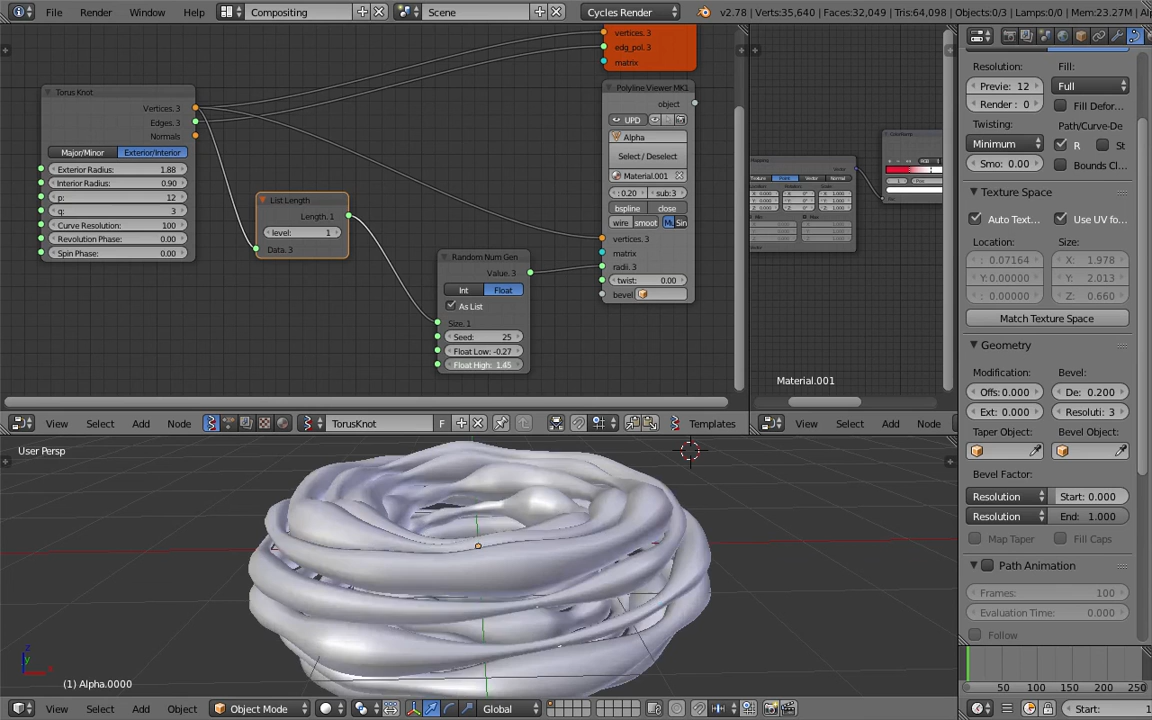 File
Render
Window
Help
Compositing
Scene
Cycles Render
v2.78 | Verts:35,640 | Faces:32,049 | Tris:64,098 | Objects:0/3 | Lamps:0/0 | Mem:23.27M
vertices. 3
edg_pol. 3
matrix
Torus Knot
Vertices. 3
Edges. 3
Normals
Major/Minor
Exterior/Interior
Exterior Radius: 1.88
Interior Radius: 0.90
p: 12
q: 3
Curve Resolution: 100
Revolution Phase: 0.00
Spin Phase: 0.00
List Length
Length. 1
level: 1
Data. 3
Random Num Gen
Value. 3
Int
Float
As List
Size. 1
Seed: 25
Float Low: -0.27
Float High: 1.45
Polyline Viewer MK1
object
UPD
Alpha
Select / Deselect
Material.001
: 0.20
sub: 3
bspline
close
wire
smoot
Sin
vertices. 3
matrix
radii. 3
twist: 0.00
bevel
ColorRamp
Material.001
View
Select
Add
Node
TorusKnot
F
Templates
View
Select
Add
Node
User Persp
(1) Alpha.0000
View
Select
Add
Object
Object Mode
Global
Resolution:
Fill:
Previe: 12
Full
Render : 0
Fill Defor...
Twisting:
Path/Curve-De
Minimum
R
St
Smo: 0.00
Bounds Cl...
Texture Space
Auto Text...
Use UV fo...
Location:
Size:
: 0.07164
X: 1.978
Y:0.00000
Y: 2.013
: 0.00000
Z: 0.660
Match Texture Space
Geometry
Modification:
Bevel:
Offs:0.000
De: 0.200
Ext: 0.000
Resoluti: 3
Taper Object:
Bevel Object:
Bevel Factor:
Resolution
Start: 0.000
Resolution
End: 1.000
Map Taper
Fill Caps
Path Animation
Frames: 100
Evaluation Time: 0.000
Follow
50
100
150
200
250
Start: